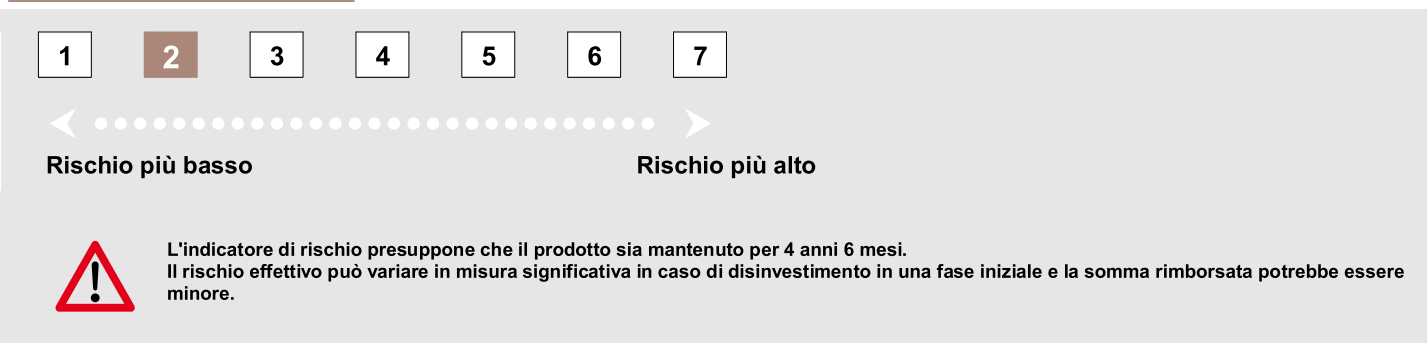 1 2 3 4 5 6 7
Rischio più basso Rischio più alto
L'indicatore di rischio presuppone che il prodotto sia mantenuto per 4 anni 6 mesi.
Il rischio effettivo può variare in misura significativa in caso di disinvestimento in una fase iniziale e la somma rimborsata potrebbe essere
minore.